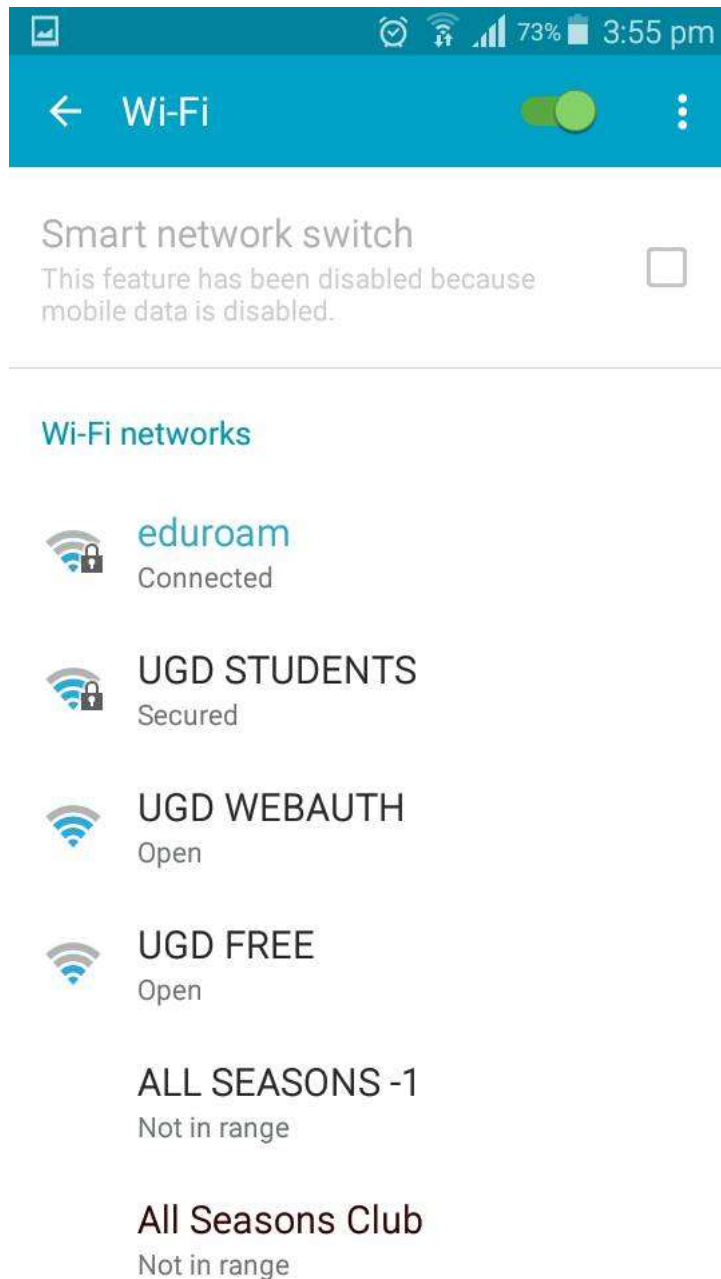 73% 3:55 pm
Wi-Fi
Smart network switch
This feature has been disabled because
mobile data is disabled.
Wi-Fi networks
eduroam
Connected
UGD STUDENTS
Secured
UGD WEBAUTH
Open
UGD FREE
Open
ALL SEASONS -1
Not in range
All Seasons Club
Not in range